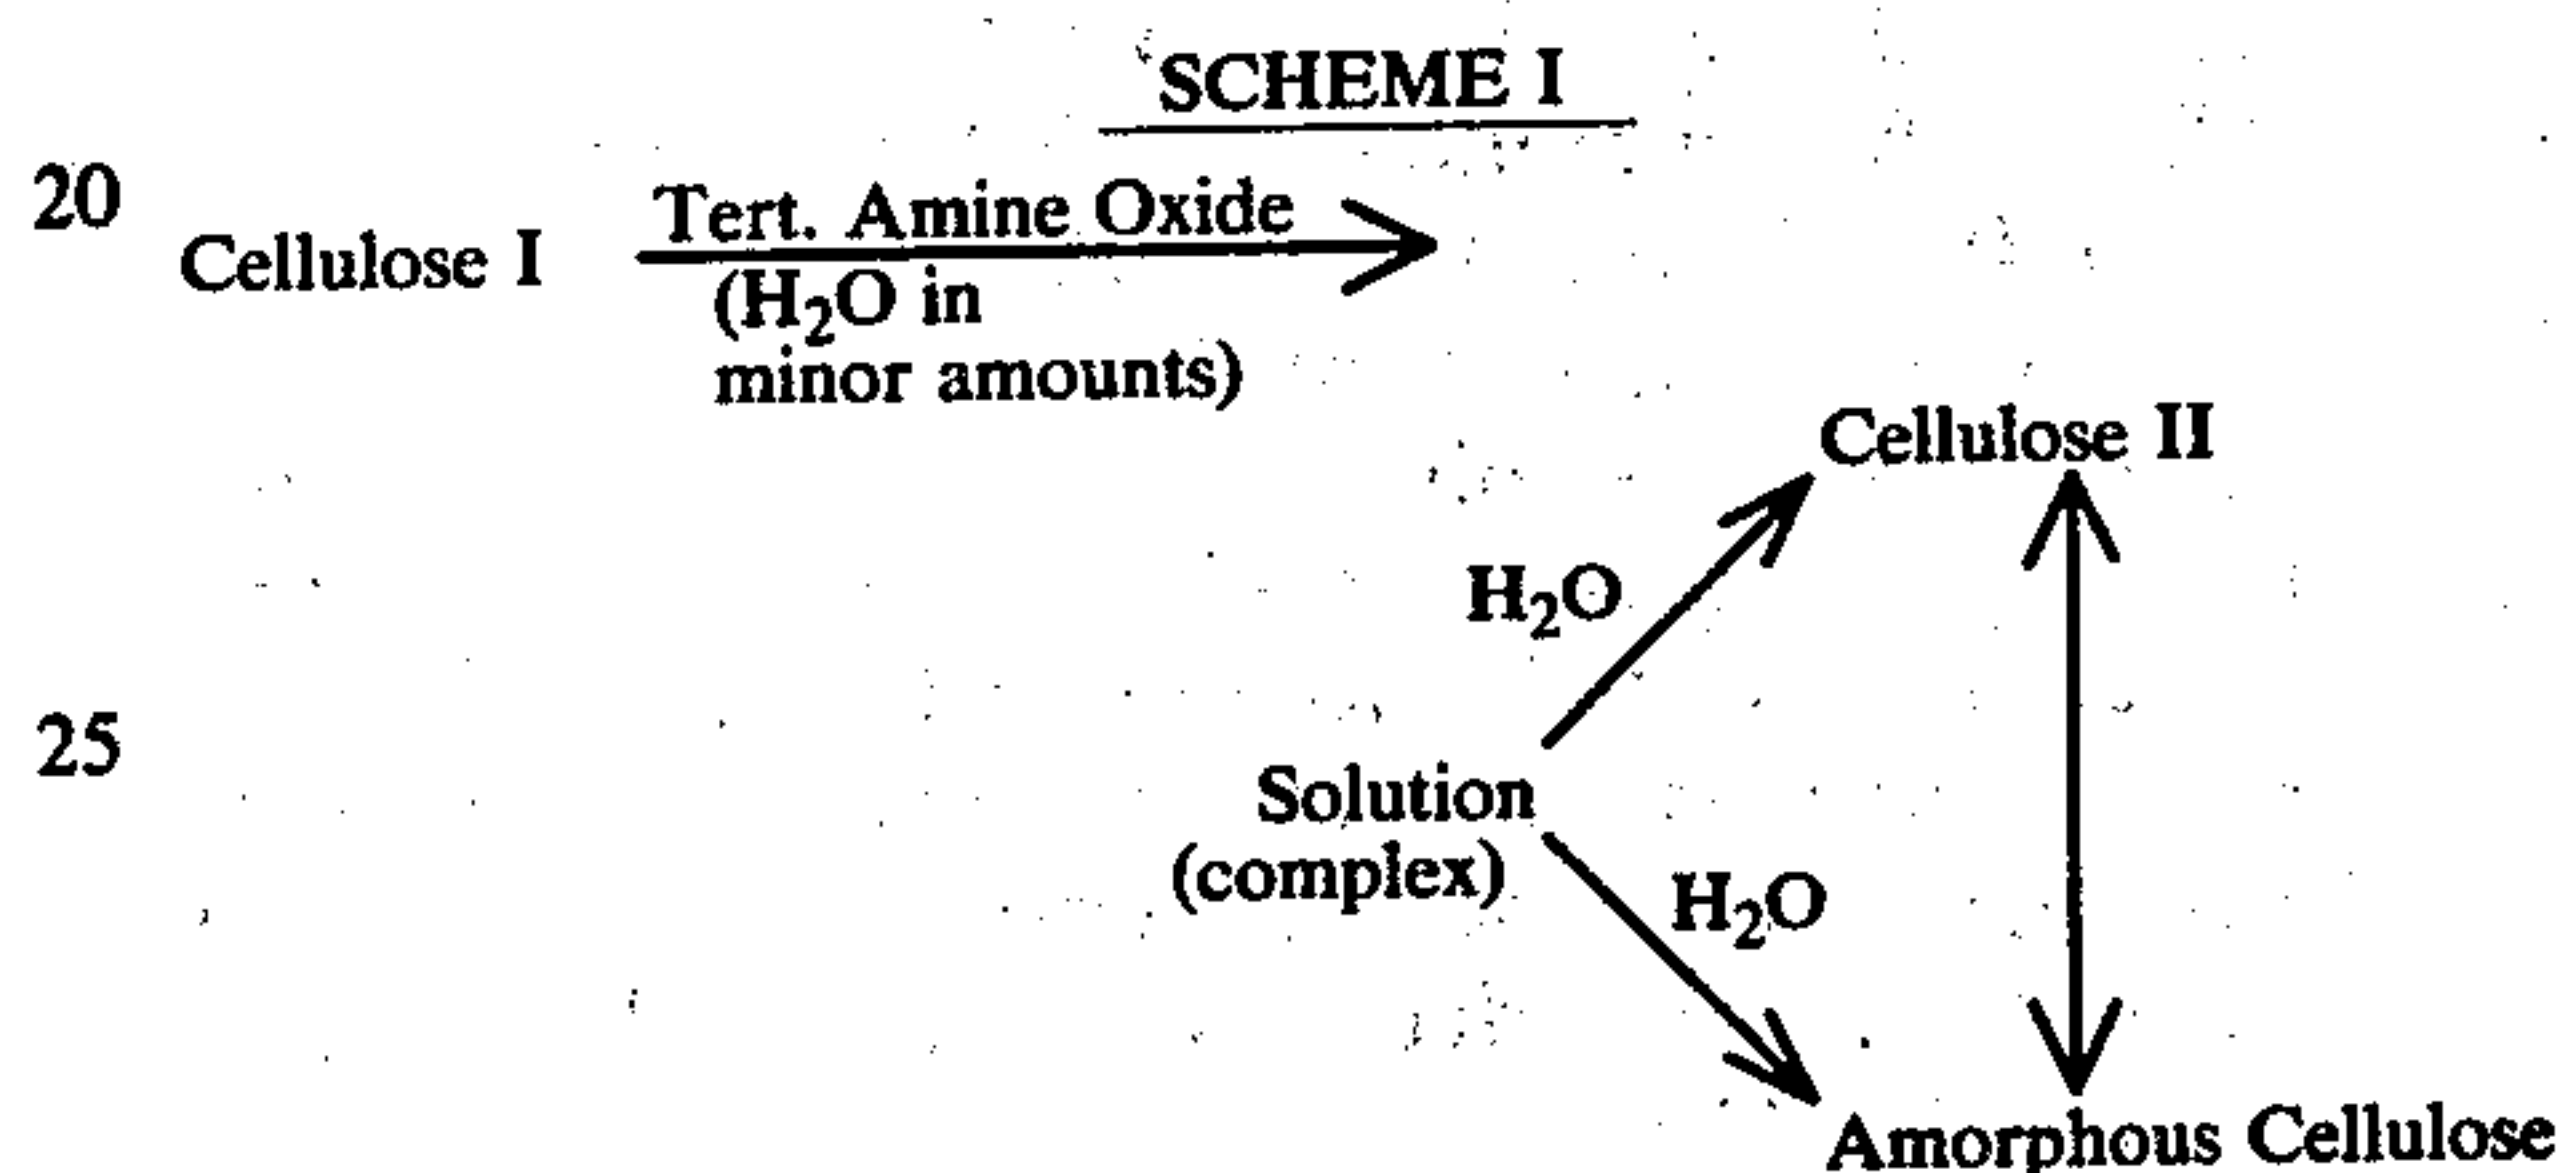 SCHEME I
20
Tert. Amine Oxide
Cellulose I
(H₂O in
minor amounts)
Cellulose II
H₂O
25
Solution
(complex)
H₂O
Amorphous Cellulose